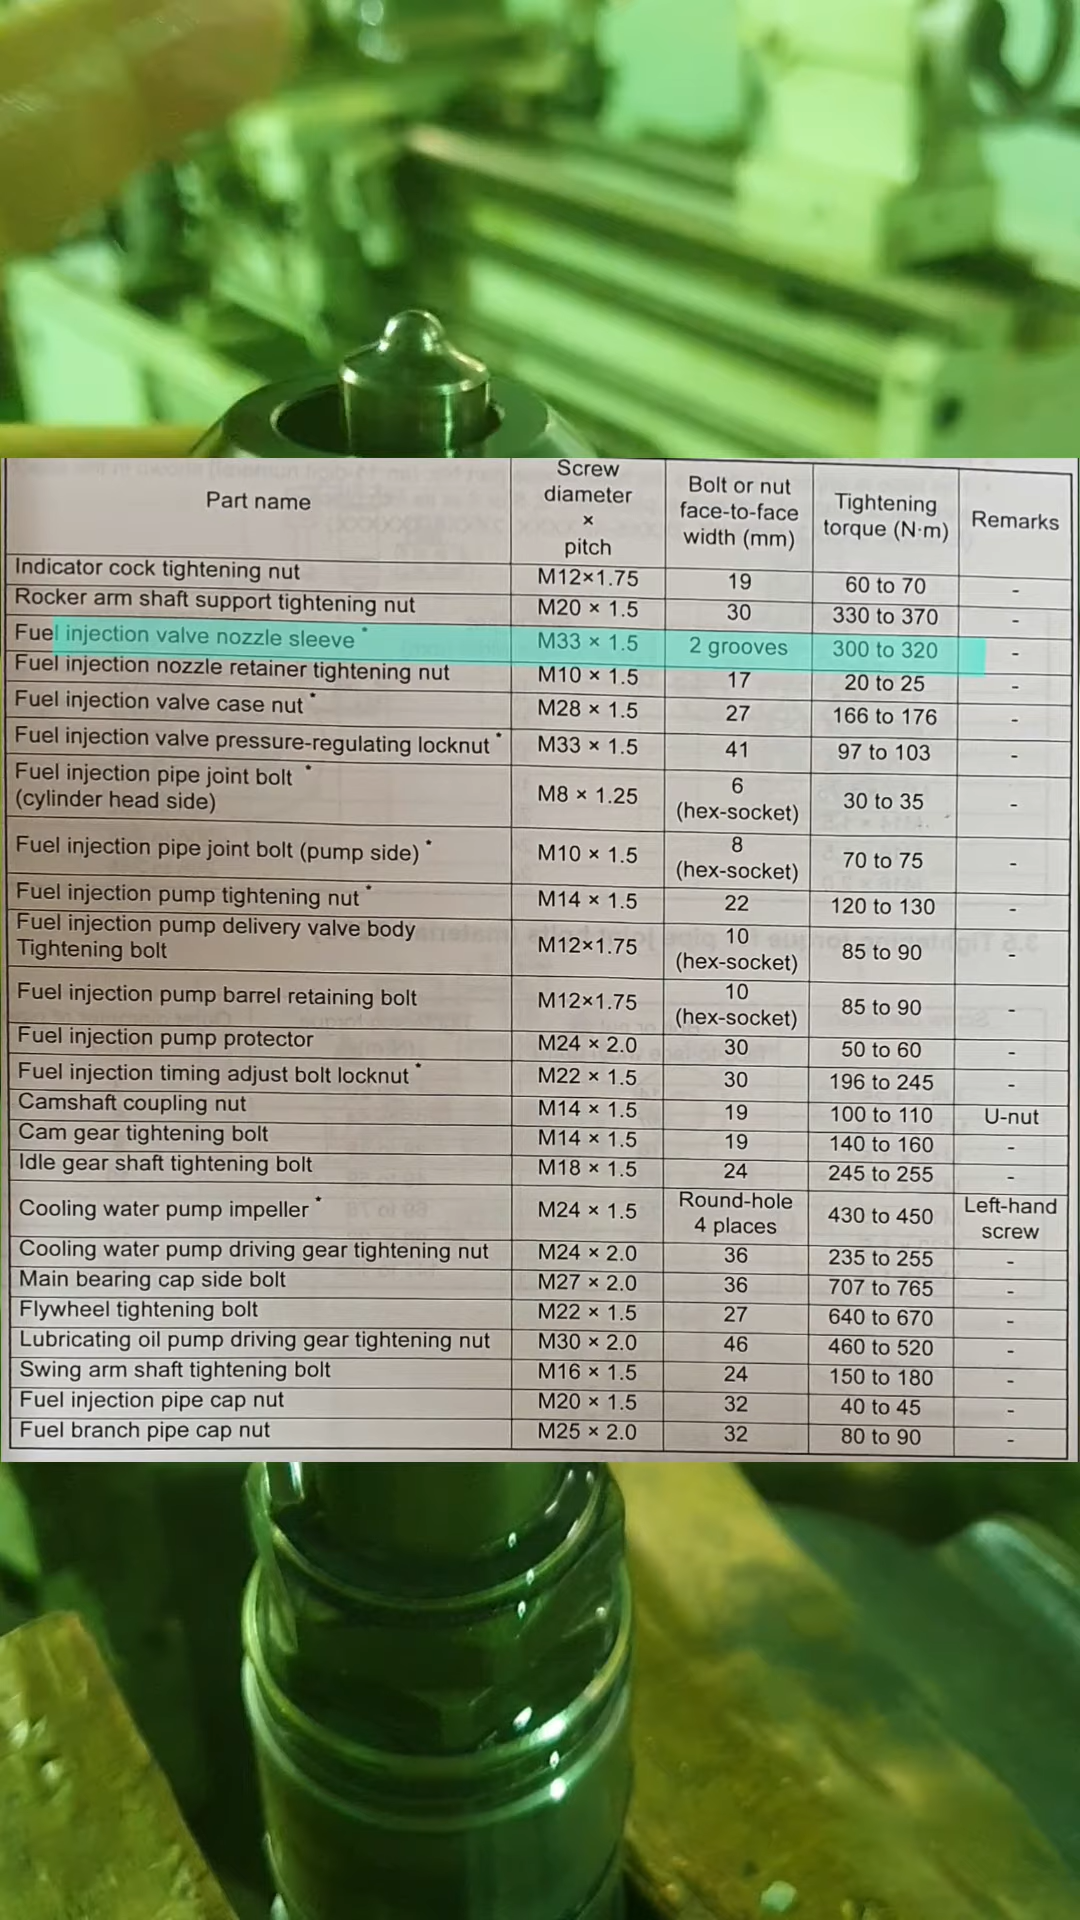 Part name
Screw
diameter
×
pitch
Bolt or nut
face-to-face
width (mm)
Tightening
torque (N·m)
Remarks
Indicator cock tightening nut M12×1.75 19 60 to 70 -
Rocker arm shaft support tightening nut M20 × 1.5 30 330 to 370 -
Fuel injection valve nozzle sleeve * M33 × 1.5 2 grooves 300 to 320 -
Fuel injection nozzle retainer tightening nut M10 × 1.5 17 20 to 25 -
Fuel injection valve case nut * M28 × 1.5 27 166 to 176 -
Fuel injection valve pressure-regulating locknut * M33 × 1.5 41 97 to 103 -
Fuel injection pipe joint bolt *
(cylinder head side)
M8 × 1.25
6
(hex-socket)
30 to 35 -
Fuel injection pipe joint bolt (pump side) * M10 × 1.5
8
(hex-socket)
70 to 75 -
Fuel injection pump tightening nut * M14 × 1.5 22 120 to 130 -
Fuel injection pump delivery valve body
Tightening bolt
M12×1.75
10
(hex-socket)
85 to 90 -
Fuel injection pump barrel retaining bolt M12×1.75
10
(hex-socket)
85 to 90 -
Fuel injection pump protector M24 × 2.0 30 50 to 60 -
Fuel injection timing adjust bolt locknut * M22 × 1.5 30 196 to 245 -
Camshaft coupling nut M14 × 1.5 19 100 to 110 U-nut
Cam gear tightening bolt M14 × 1.5 19 140 to 160 -
Idle gear shaft tightening bolt M18 × 1.5 24 245 to 255 -
Cooling water pump impeller * M24 × 1.5
Round-hole
4 places
430 to 450
Left-hand
screw
Cooling water pump driving gear tightening nut M24 × 2.0 36 235 to 255 -
Main bearing cap side bolt M27 × 2.0 36 707 to 765 -
Flywheel tightening bolt M22 × 1.5 27 640 to 670 -
Lubricating oil pump driving gear tightening nut M30 × 2.0 46 460 to 520 -
Swing arm shaft tightening bolt M16 × 1.5 24 150 to 180 -
Fuel injection pipe cap nut M20 × 1.5 32 40 to 45 -
Fuel branch pipe cap nut M25 × 2.0 32 80 to 90 -